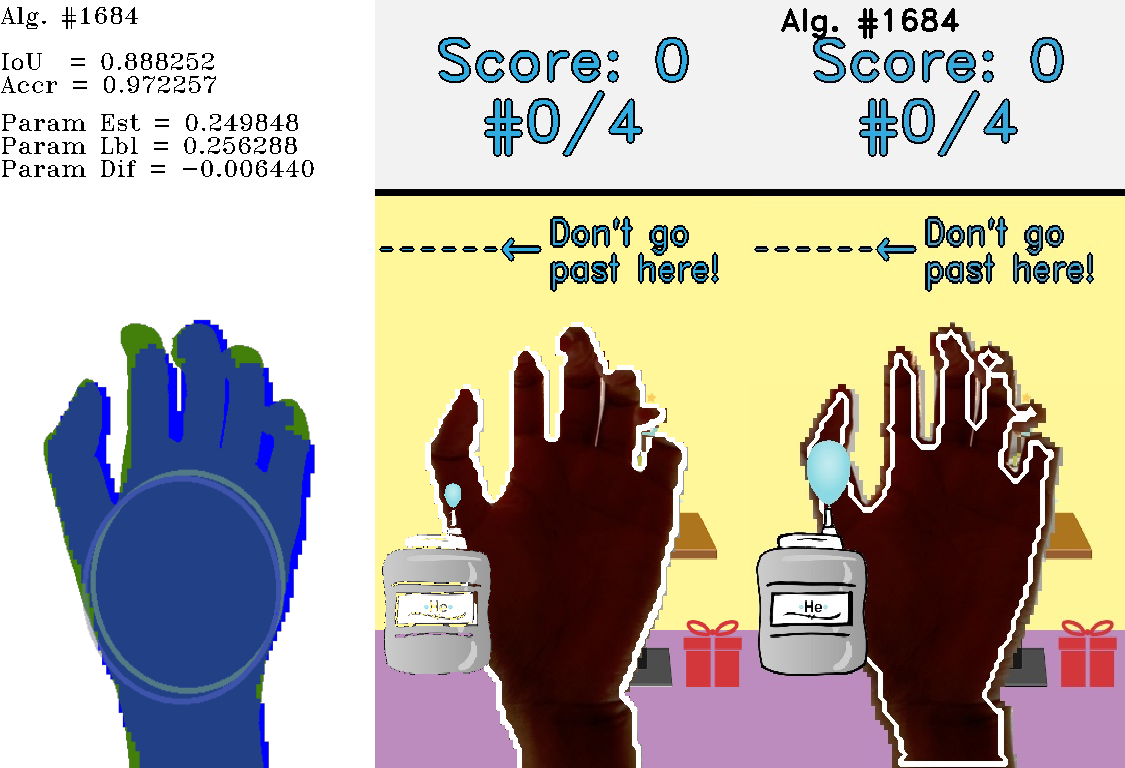 Alg. #1684
IoU = 0.888252
Accr = 0.972257
Param Est = 0.249848
Param Lbl = 0.256288
Param Dif = −0.006440
Score: 0
#0/4
Don't go
past here!
He
Alg. #1684
Score: 0
#0/4
Don't go
past here!
He